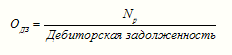 О_ДЗ = N_р / Дебиторская задолженность